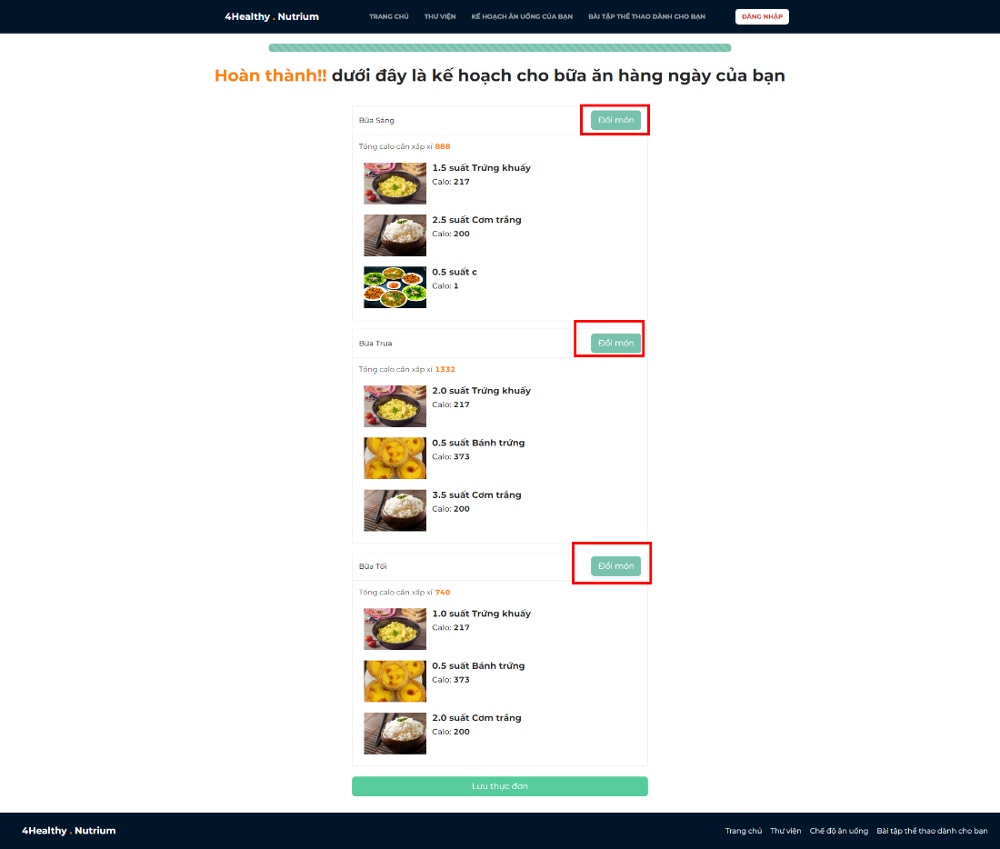 4Healthy . Nutrium
TRANG CHỦ THƯ VIỆN KẾ HOẠCH ĂN UỐNG CỦA BẠN BÀI TẬP THỂ THAO DÀNH CHO BẠN ĐĂNG NHẬP
Hoàn thành!! dưới đây là kế hoạch cho bữa ăn hàng ngày của bạn
Bữa Sáng
Đổi món
Tổng calo cần xấp xỉ 888
1.5 suất Trứng khuấy
Calo: 217
2.5 suất Cơm trắng
Calo: 200
0.5 suất c
Calo: 1
Bữa Trưa
Đổi món
Tổng calo cần xấp xỉ 1332
2.0 suất Trứng khuấy
Calo: 217
0.5 suất Bánh trứng
Calo: 373
3.5 suất Cơm trắng
Calo: 200
Bữa Tối
Đổi món
Tổng calo cần xấp xỉ 740
1.0 suất Trứng khuấy
Calo: 217
0.5 suất Bánh trứng
Calo: 373
2.0 suất Cơm trắng
Calo: 200
Lưu thực đơn
4Healthy . Nutrium
Trang chủ Thư viện Chế độ ăn uống Bài tập thể thao dành cho bạn